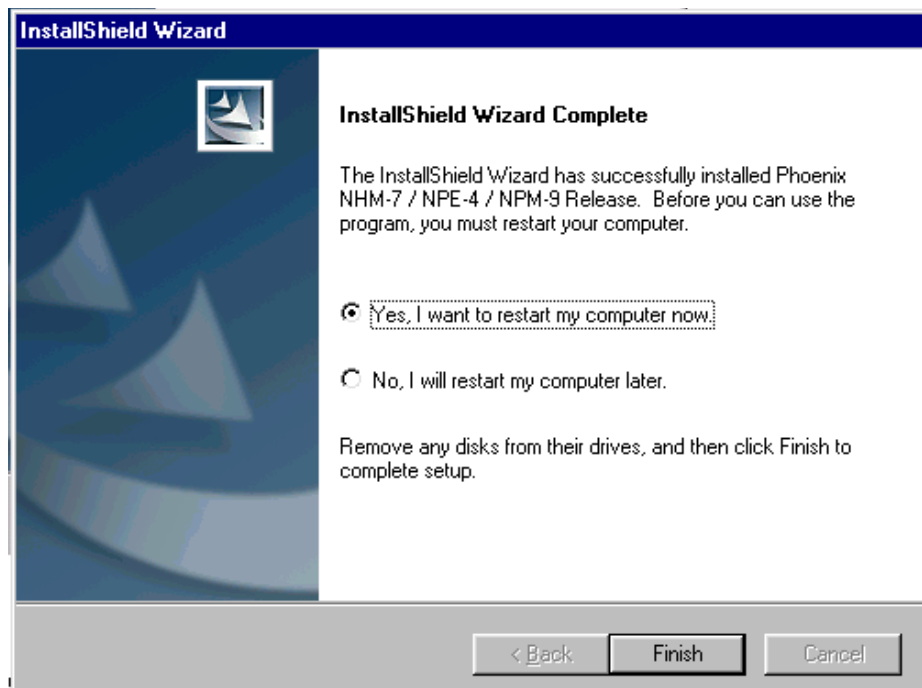 InstallShield Wizard
InstallShield Wizard Complete
The InstallShield Wizard has successfully installed Phoenix
NHM-7 / NPE-4 / NPM-9 Release.  Before you can use the
program, you must restart your computer.
Yes, I want to restart my computer now.
No, I will restart my computer later.
Remove any disks from their drives, and then click Finish to
complete setup.
< Back
Finish
Cancel